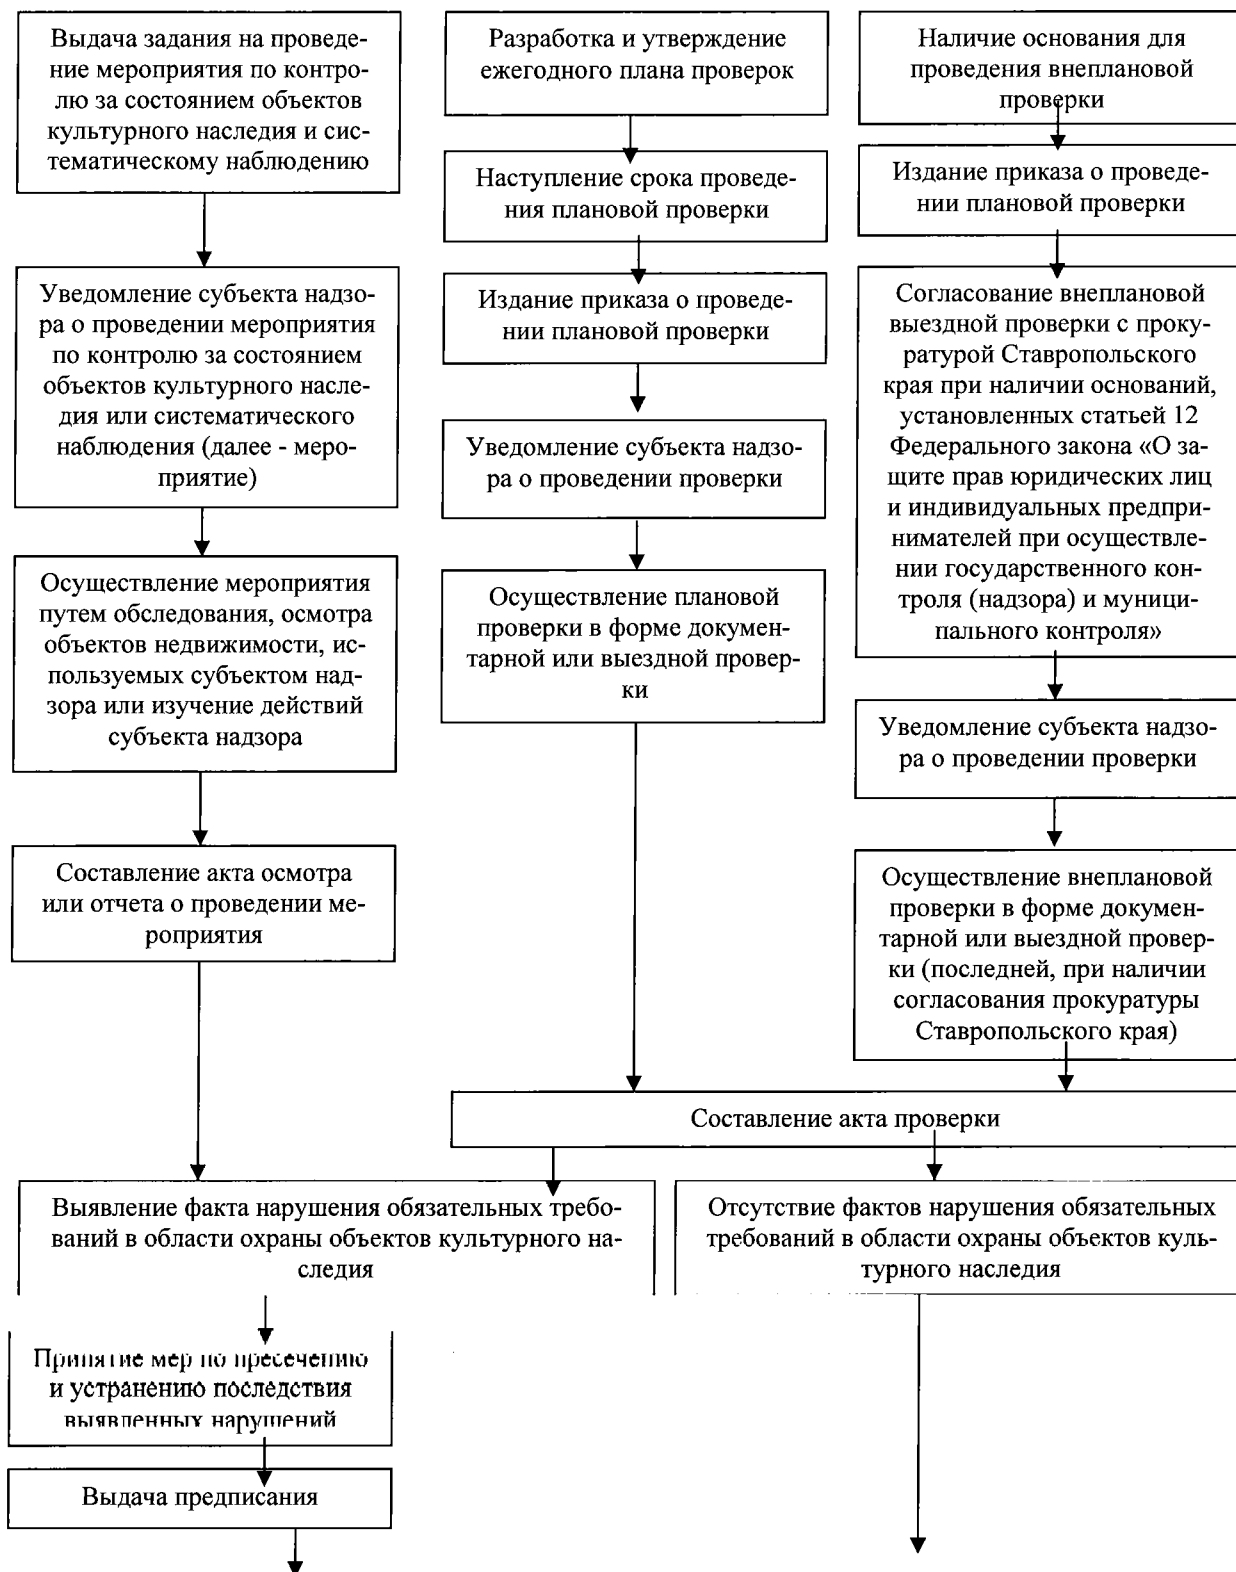 Выдача задания на проведе-
ние мероприятия по контро-
лю за состоянием объектов
культурного наследия и сис-
тематическому наблюдению
Уведомление субъекта надзо-
ра о проведении мероприятия
по контролю за состоянием
объектов культурного насле-
дия или систематического
наблюдения (далее - меро-
приятие)
Осуществление мероприятия
путем обследования, осмотра
объектов недвижимости, ис-
пользуемых субъектом над-
зора или изучение действий
субъекта надзора
Составление акта осмотра
или отчета о проведении ме-
роприятия
Разработка и утверждение
ежегодного плана проверок
Наступление срока проведе-
ния плановой проверки
Издание приказа о проведе-
нии плановой проверки
Уведомление субъекта надзо-
ра о проведении проверки
Осуществление плановой
проверки в форме докумен-
тарной или выездной провер-
ки
Наличие основания для
проведения внеплановой
проверки
Издание приказа о проведе-
нии плановой проверки
Согласование внеплановой
выездной проверки с проку-
ратурой Ставропольского
края при наличии оснований,
установленных статьей 12
Федерального закона «О за-
щите прав юридических лиц
и индивидуальных предпри-
нимателей при осуществле-
нии государственного кон-
троля (надзора) и муници-
пального контроля»
Уведомление субъекта надзо-
ра о проведении проверки
Осуществление внеплановой
проверки в форме докумен-
тарной или выездной провер-
ки (последней, при наличии
согласования прокуратуры
Ставропольского края)
Составление акта проверки
Выявление факта нарушения обязательных требо-
ваний в области охраны объектов культурного на-
следия
Отсутствие фактов нарушения обязательных
требований в области охраны объектов куль-
турного наследия
Принятие мер по пресечению
и устранению последствия
выявленных нарушений
Выдача предписания